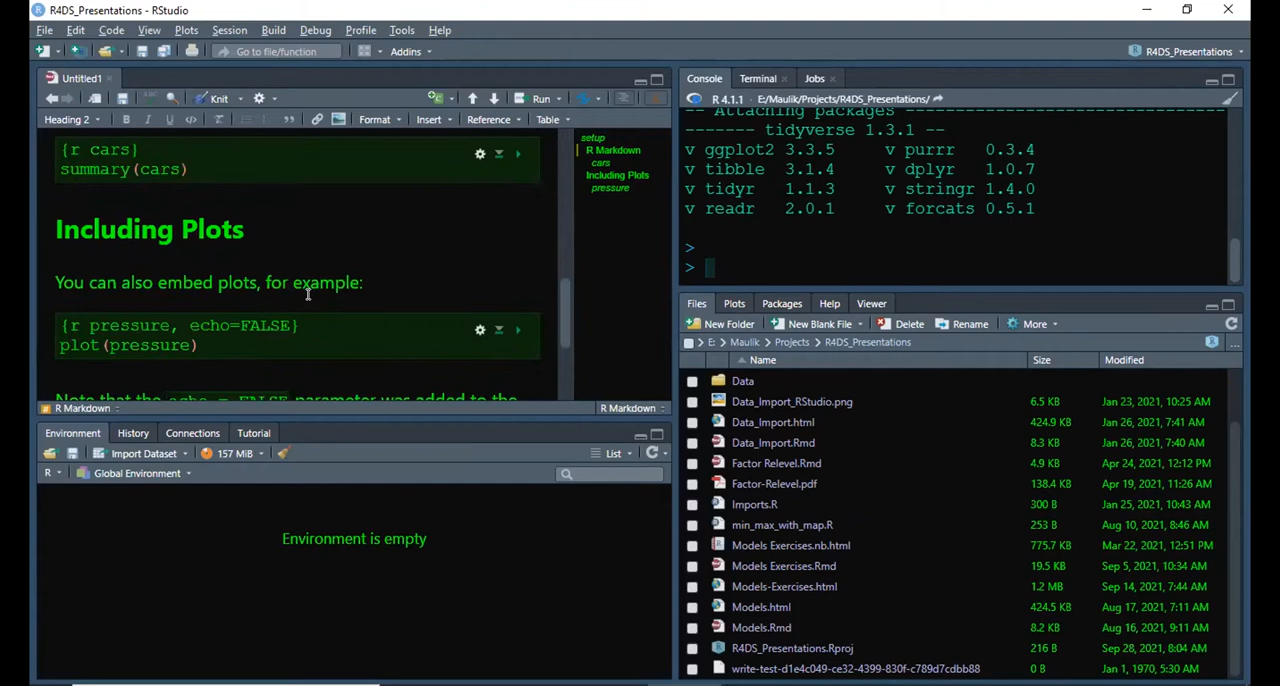 R4DS_Presentations - RStudio
File Edit Code View Plots Session Build Debug Profile Tools Help
Go to file/function Addins R4DS_Presentations
Untitled1
Knit Run
Heading 2 B I U </> Format Insert Reference Table
{r cars}
summary(cars)
Including Plots
You can also embed plots, for example:
{r pressure, echo=FALSE}
plot(pressure)
Note that the echo = FALSE parameter was added to the
setup
R Markdown
cars
Including Plots
pressure
R Markdown R Markdown
Environment History Connections Tutorial
Import Dataset 157 MiB List
R Global Environment
Environment is empty
Console Terminal Jobs
R 4.1.1 · E:/Maulik/Projects/R4DS_Presentations/
-- Attaching packages -------------------------------
------- tidyverse 1.3.1 --
v ggplot2 3.3.5 v purrr 0.3.4
v tibble 3.1.4 v dplyr 1.0.7
v tidyr 1.1.3 v stringr 1.4.0
v readr 2.0.1 v forcats 0.5.1
>
>
Files Plots Packages Help Viewer
New Folder New Blank File Delete Rename More
E: > Maulik > Projects > R4DS_Presentations ...
Name Size Modified
Data
Data_Import_RStudio.png 6.5 KB Jan 23, 2021, 10:25 AM
Data_Import.html 424.9 KB Jan 26, 2021, 7:41 AM
Data_Import.Rmd 8.3 KB Jan 26, 2021, 7:40 AM
Factor Relevel.Rmd 4.9 KB Apr 24, 2021, 12:12 PM
Factor-Relevel.pdf 138.4 KB Apr 19, 2021, 11:26 AM
Imports.R 300 B Jan 25, 2021, 10:43 AM
min_max_with_map.R 253 B Aug 10, 2021, 8:46 AM
Models Exercises.nb.html 775.7 KB Mar 22, 2021, 12:51 PM
Models Exercises.Rmd 19.5 KB Sep 5, 2021, 10:34 AM
Models-Exercises.html 1.2 MB Sep 14, 2021, 7:44 AM
Models.html 424.5 KB Aug 17, 2021, 7:11 AM
Models.Rmd 8.2 KB Aug 16, 2021, 9:11 AM
R4DS_Presentations.Rproj 216 B Sep 28, 2021, 8:04 AM
write-test-d1e4c049-ce32-4399-830f-c789d7cdbb88 0 B Jan 1, 1970, 5:30 AM